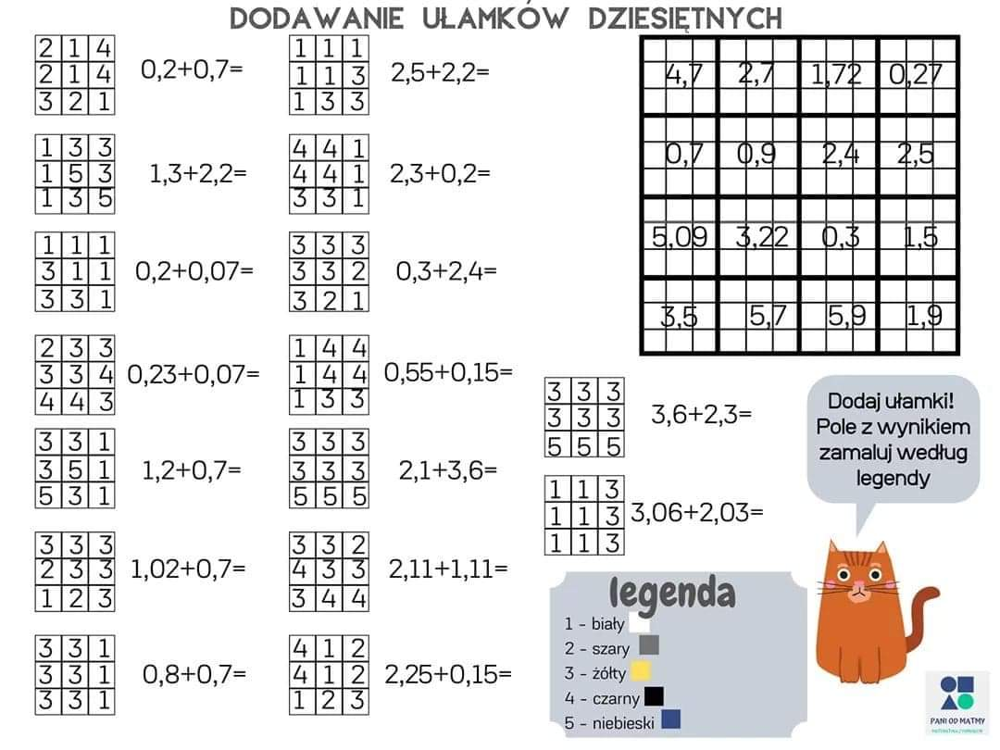 DODAWANIE UŁAMKÓW DZIESIĘTNYCH
2 1 4
2 1 4
3 2 1
0,2+0,7=
1 3 3
1 5 3
1 3 5
1,3+2,2=
1 1 1
3 1 1
3 3 1
0,2+0,07=
2 3 3
3 3 4
4 4 3
0,23+0,07=
3 3 1
3 5 1
5 3 1
1,2+0,7=
3 3 3
2 3 3
1 2 3
1,02+0,7=
3 3 1
3 3 1
3 3 1
0,8+0,7=
1 1 1
1 1 3
1 3 3
2,5+2,2=
4 4 1
4 4 1
3 3 1
2,3+0,2=
3 3 3
3 3 2
3 2 1
0,3+2,4=
1 4 4
1 4 4
1 3 3
0,55+0,15=
3 3 3
3 3 3
5 5 5
2,1+3,6=
3 3 2
4 3 3
3 4 4
2,11+1,11=
4 1 2
4 1 2
1 2 3
2,25+0,15=
4,7 2,7 1,72 0,27
0,7 0,9 2,4 2,5
5,09 3,22 0,3 1,5
3,5 5,7 5,9 1,9
3 3 3
3 3 3
5 5 5
3,6+2,3=
1 1 3
1 1 3
1 1 3
3,06+2,03=
Dodaj ułamki!
Pole z wynikiem
zamaluj według
legendy
legenda
1 - biały
2 - szary
3 - żółty
4 - czarny
5 - niebieski
PANI OD MATMY